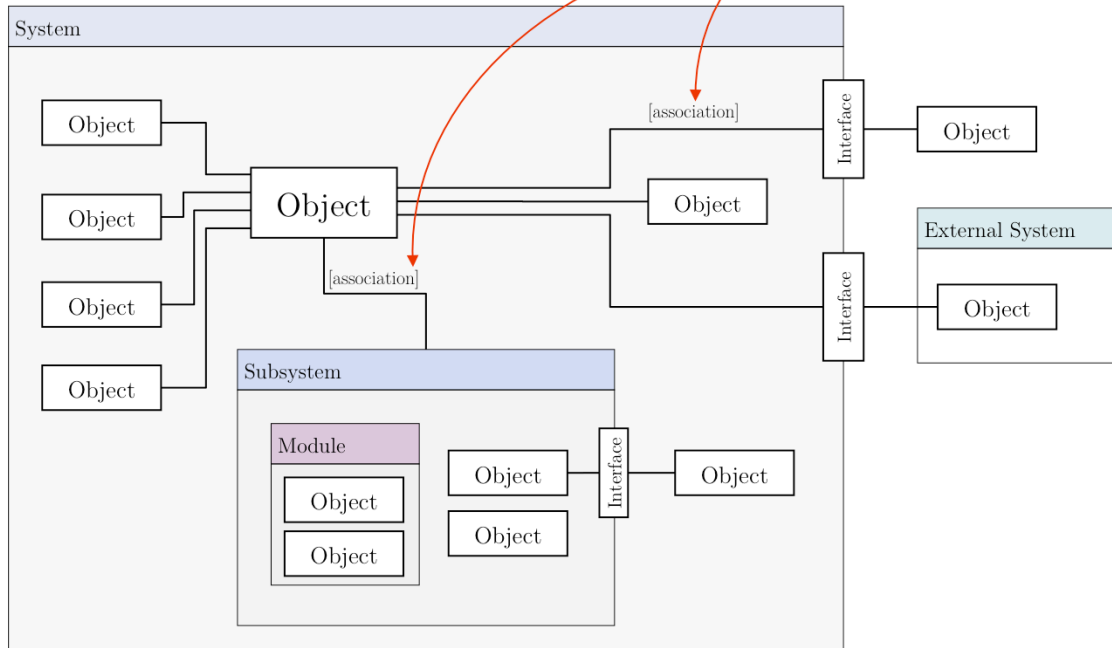 System
[association]
Object
Interface
Object
Object
Object
Object
Object
External System
[association]
Object
Interface
Object
Subsystem
Object
Module
Object
Interface
Object
Object
Object
Object